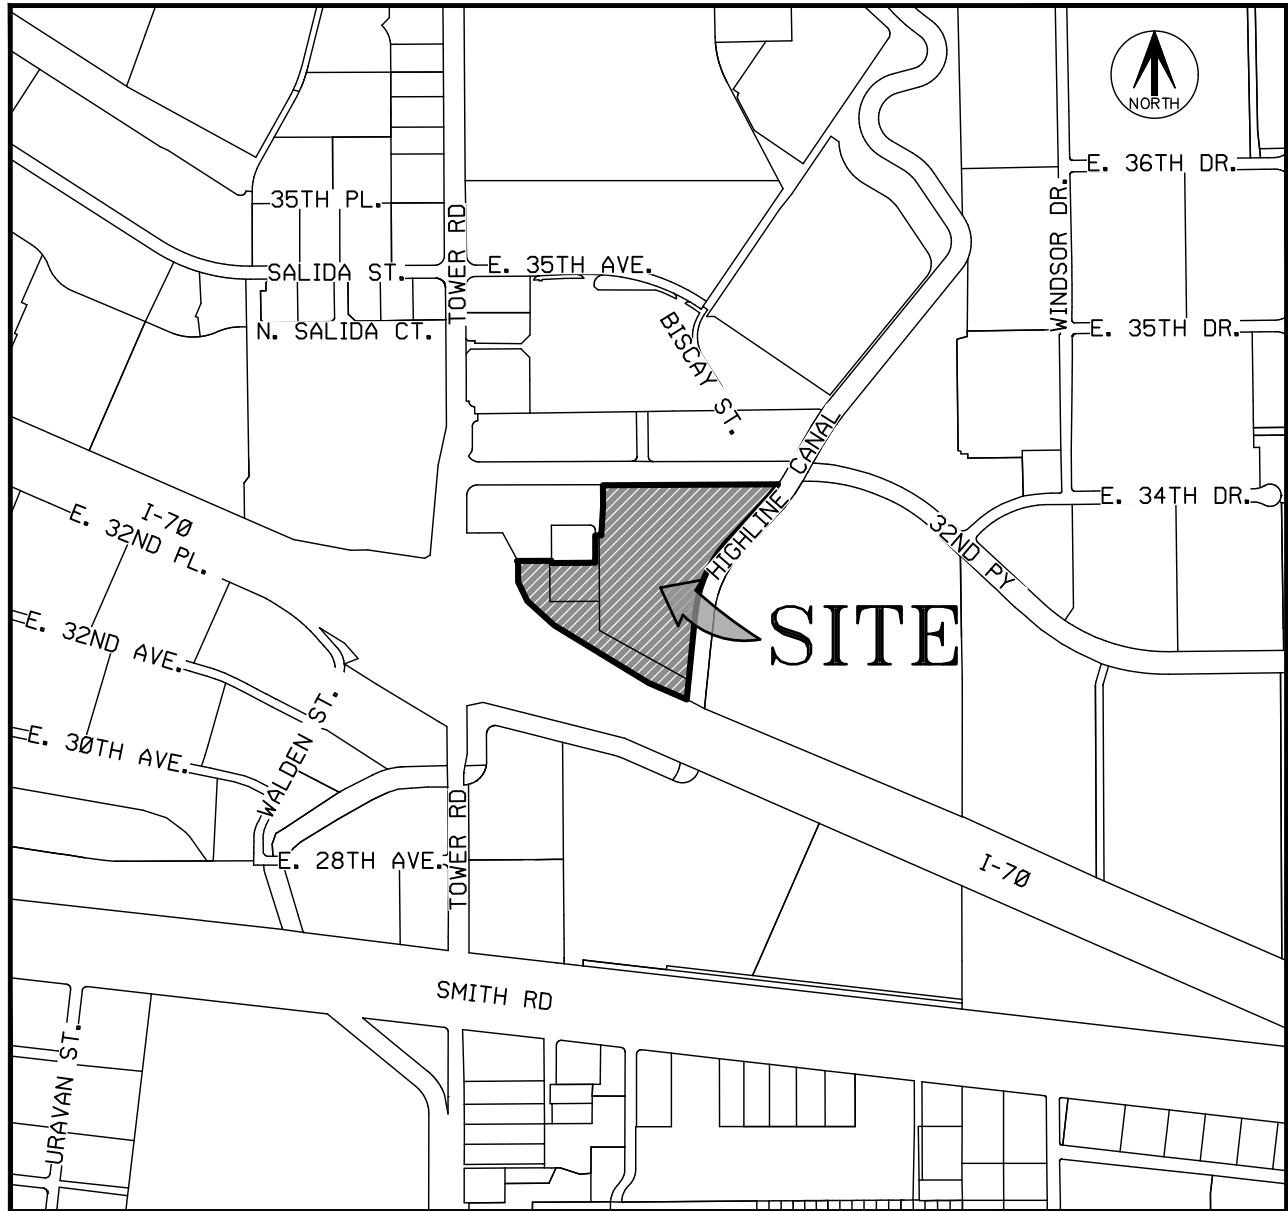 NORTH
E. 36TH DR.
35TH PL.
TOWER RD
WINDSOR DR.
SALIDA ST.
E. 35TH AVE.
N. SALIDA CT.
BISCAY ST.
E. 35TH DR.
HIGHLINE CANAL
E. 34TH DR.
I-70
E. 32ND PL.
32ND PY
SITE
E. 32ND AVE.
WALDEN ST.
E. 30TH AVE.
TOWER RD
E. 28TH AVE.
I-70
SMITH RD
URAVAN ST.